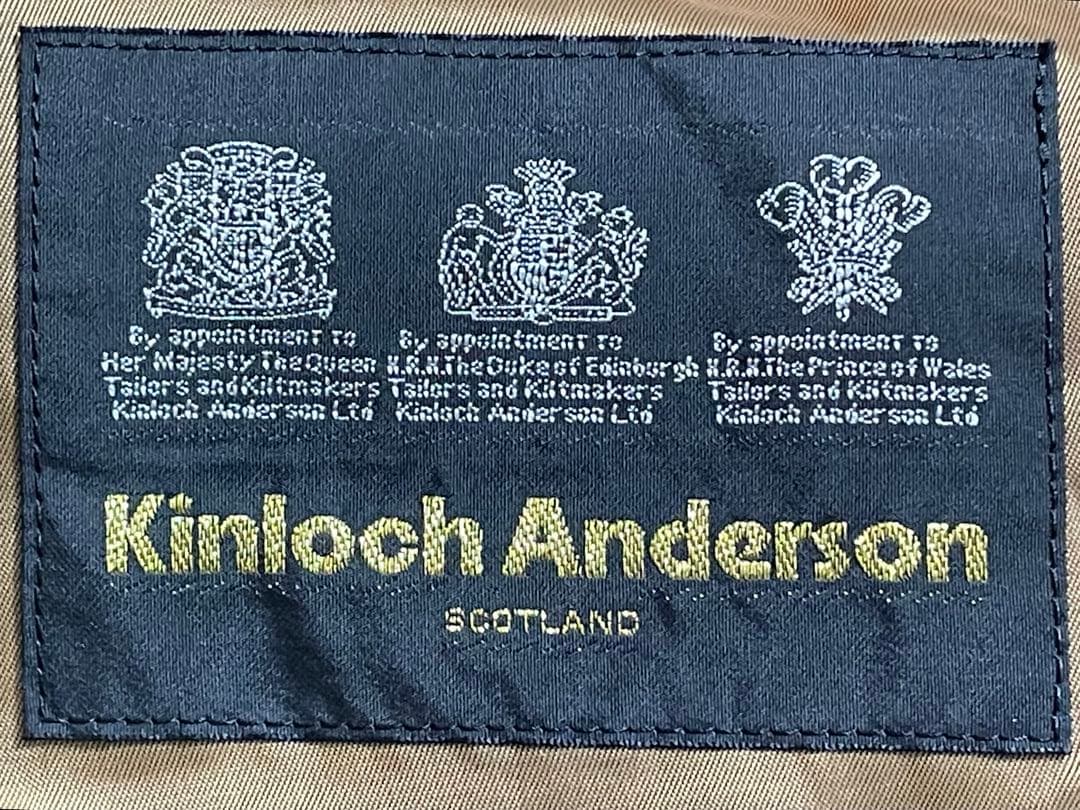 By appointment to
Her Majesty The Queen
Tailors and Kiltmakers
Kinloch Anderson Ltd
By appointment to
H.R.H. The Duke of Edinburgh
Tailors and Kiltmakers
Kinloch Anderson Ltd
By appointment to
H.R.H. The Prince of Wales
Tailors and Kiltmakers
Kinloch Anderson Ltd
Kinloch Anderson
SCOTLAND